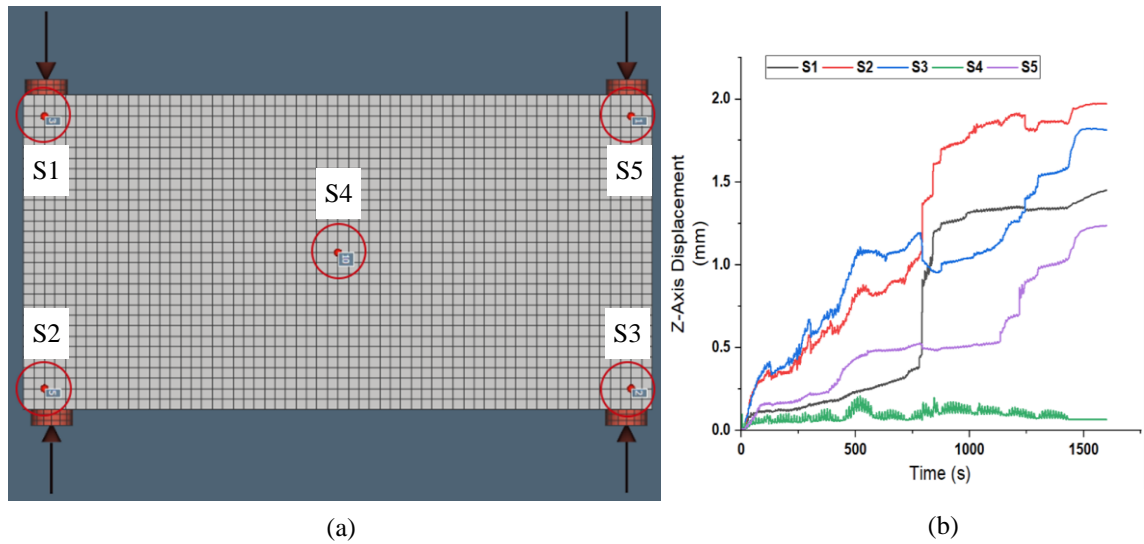 S1
S5
S4
S2
S3
(a)
S1 S2 S3 S4 S5
2.0
1.5
1.0
0.5
0.0
Z-Axis Displacement
(mm)
0 500 1000 1500
Time (s)
(b)